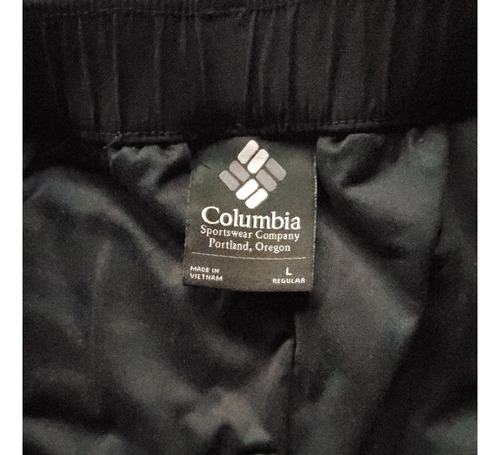 Columbia
Sportswear Company
Portland, Oregon
MADE IN
VIETNAM
L
REGULAR